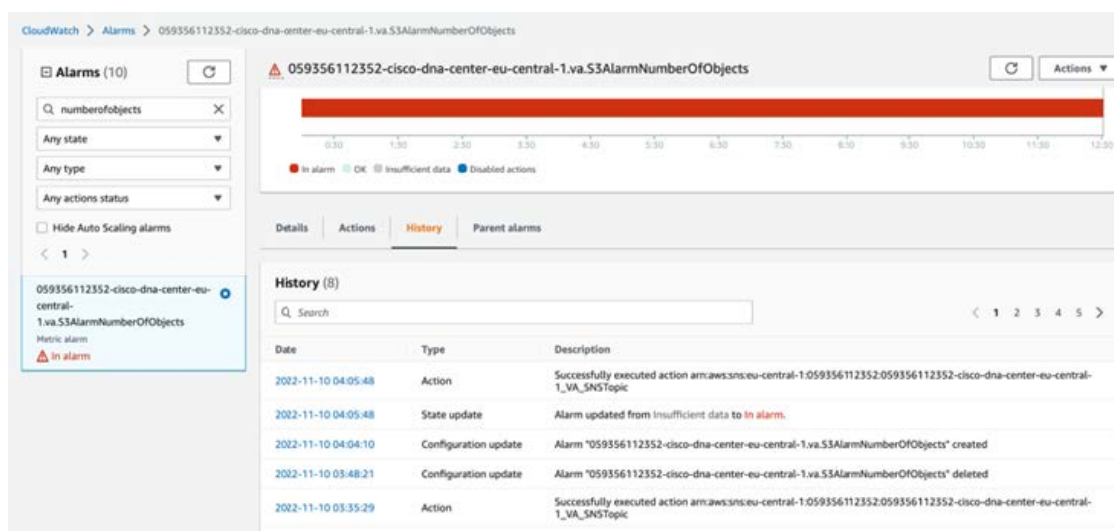 CloudWatch > Alarms > 059356112352-cisco-dna-center-eu-central-1.va.S3AlarmNumberOfObjects
Alarms (10)
numberofobjects
Any state
Any type
Any actions status
Hide Auto Scaling alarms
< 1 >
059356112352-cisco-dna-center-eu-
central-
1.va.S3AlarmNumberOfObjects
Metric alarm
In alarm
059356112352-cisco-dna-center-eu-central-1.va.S3AlarmNumberOfObjects
Actions
0:30 1:30 2:30 3:30 4:30 5:30 6:30 7:30 8:30 9:30 10:30 11:30 12:30
In alarm OK Insufficient data Disabled actions
Details Actions History Parent alarms
History (8)
Search
< 1 2 3 4 5 >
Date Type Description
2022-11-10 04:05:48 Action Successfully executed action arn:aws:sns:eu-central-1:059356112352:059356112352-cisco-dna-center-eu-central-
1_VA_SNSTopic
2022-11-10 04:05:48 State update Alarm updated from Insufficient data to In alarm.
2022-11-10 04:04:10 Configuration update Alarm "059356112352-cisco-dna-center-eu-central-1.va.S3AlarmNumberOfObjects" created
2022-11-10 03:48:21 Configuration update Alarm "059356112352-cisco-dna-center-eu-central-1.va.S3AlarmNumberOfObjects" deleted
2022-11-10 03:35:29 Action Successfully executed action arn:aws:sns:eu-central-1:059356112352:059356112352-cisco-dna-center-eu-central-
1_VA_SNSTopic